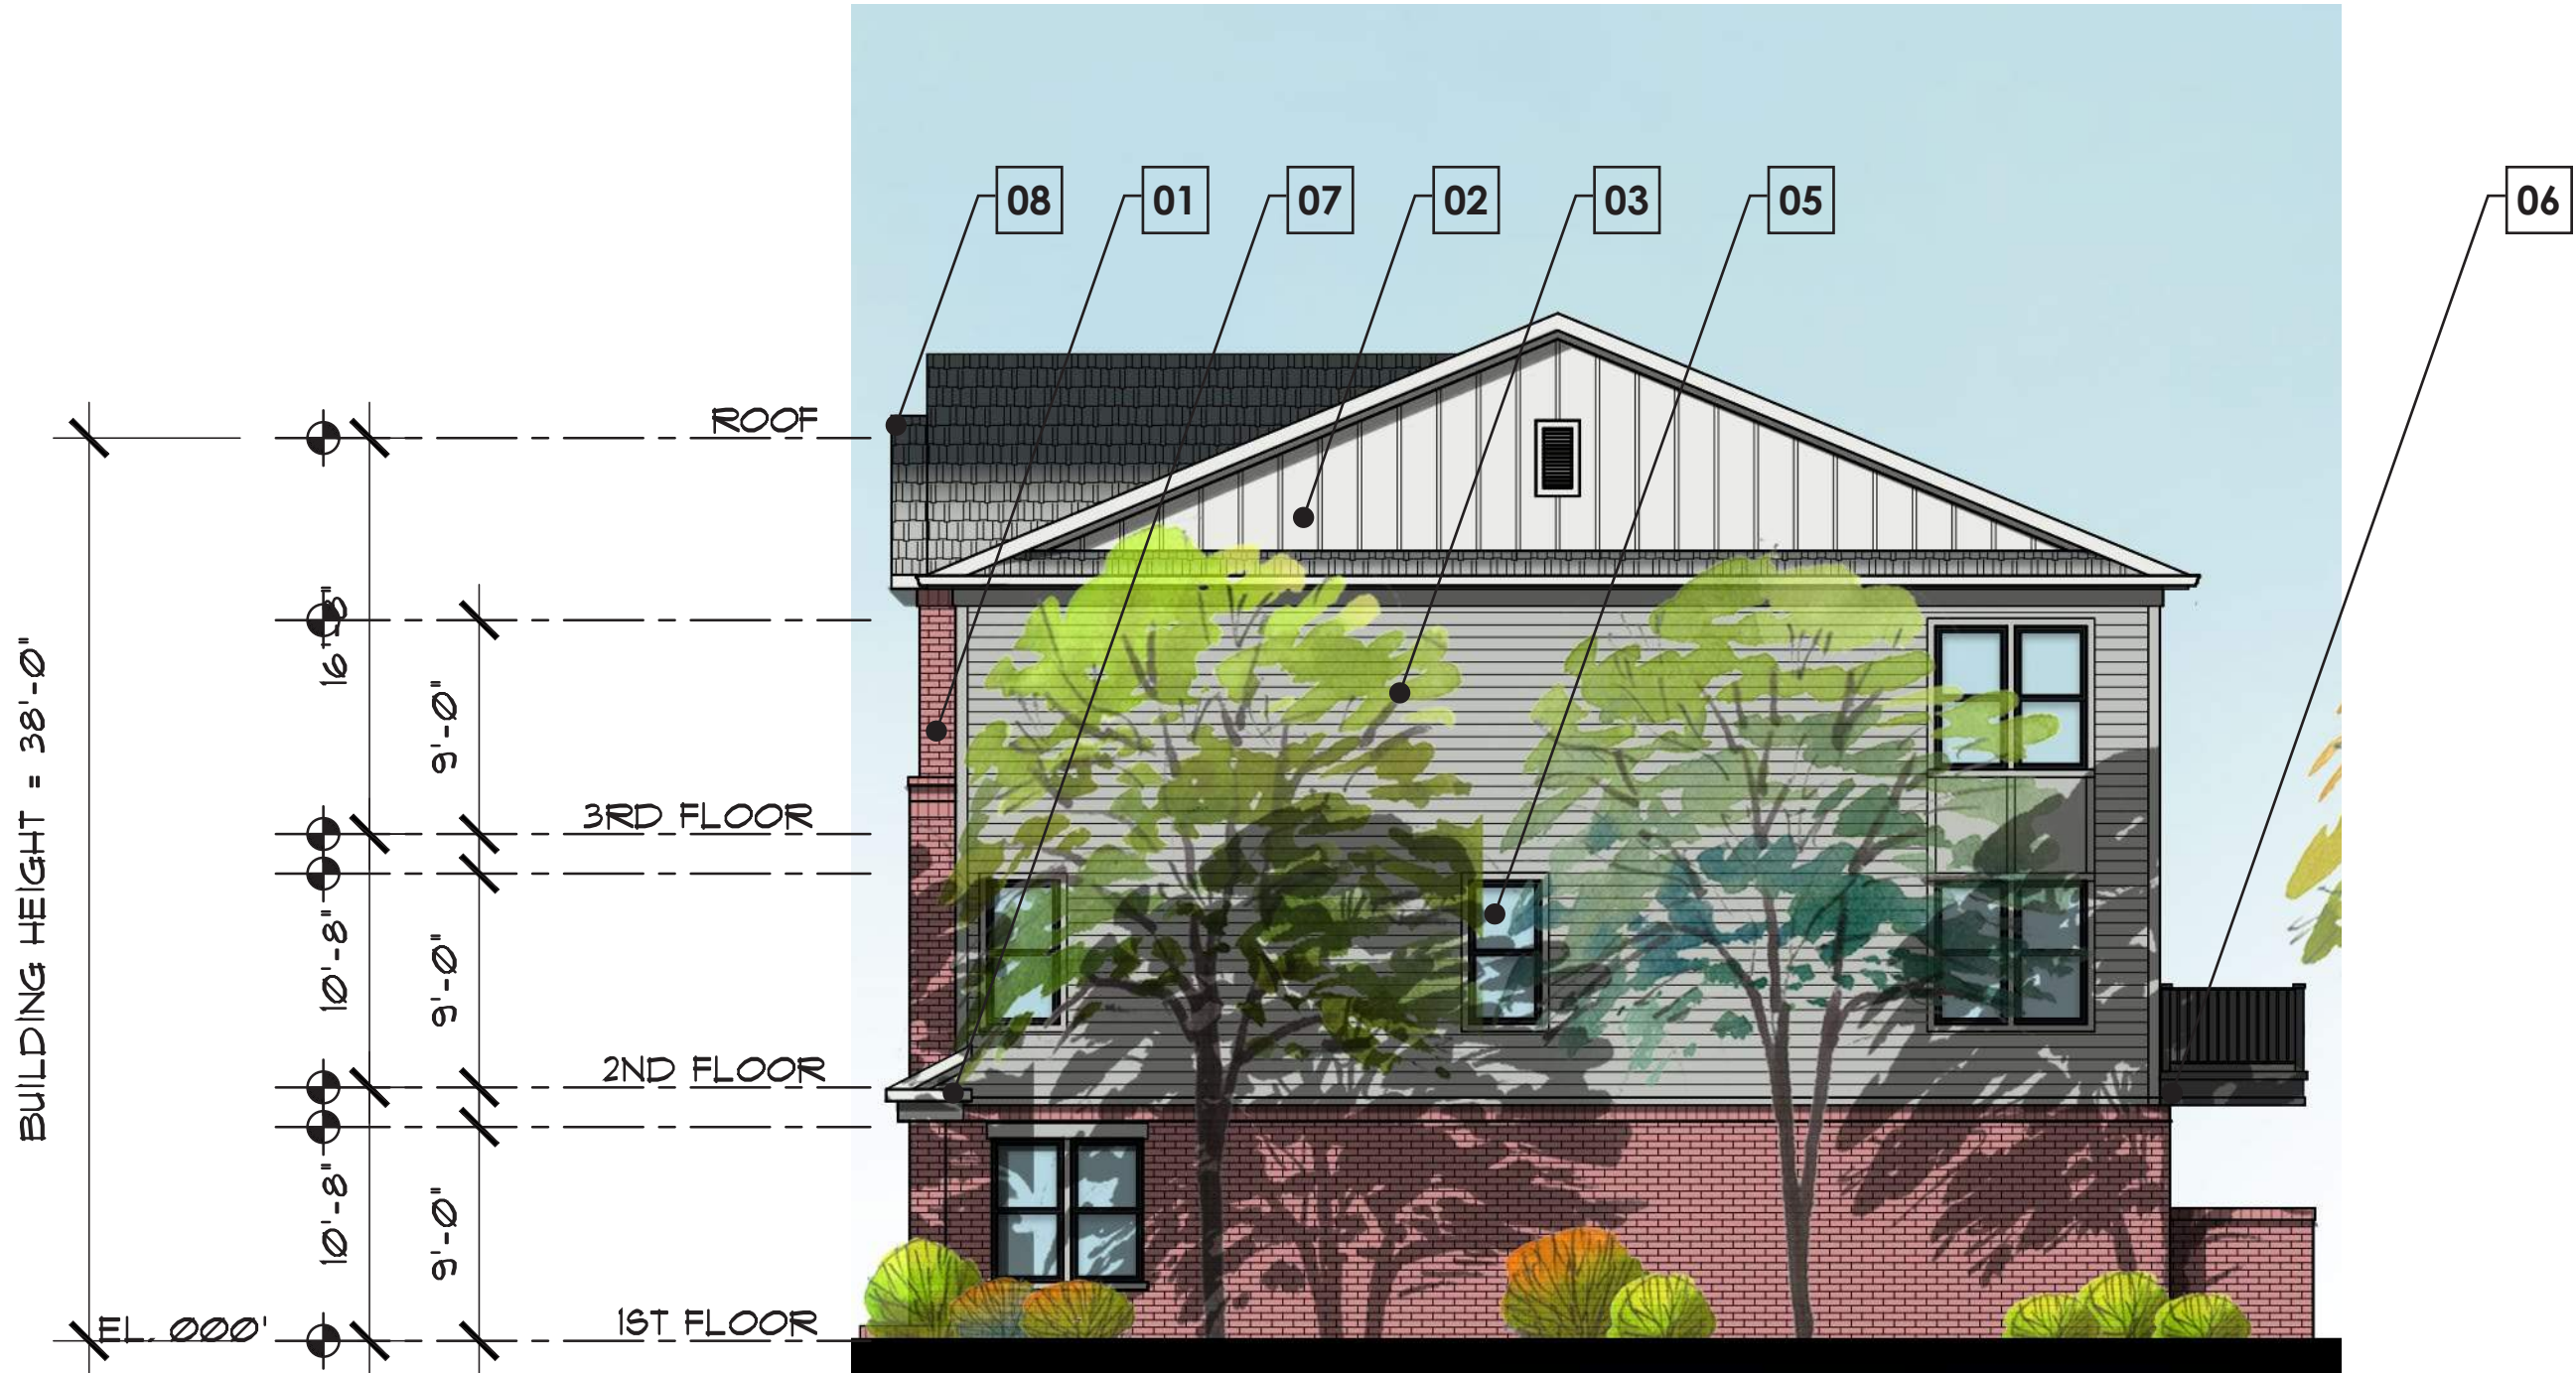 08 01 07 02 03 05 06
ROOF
16'-8"
9'-0"
BUILDING HEIGHT = 38'-0"
3RD FLOOR
10'-8"
9'-0"
2ND FLOOR
10'-8"
9'-0"
EL. 000'
1ST FLOOR